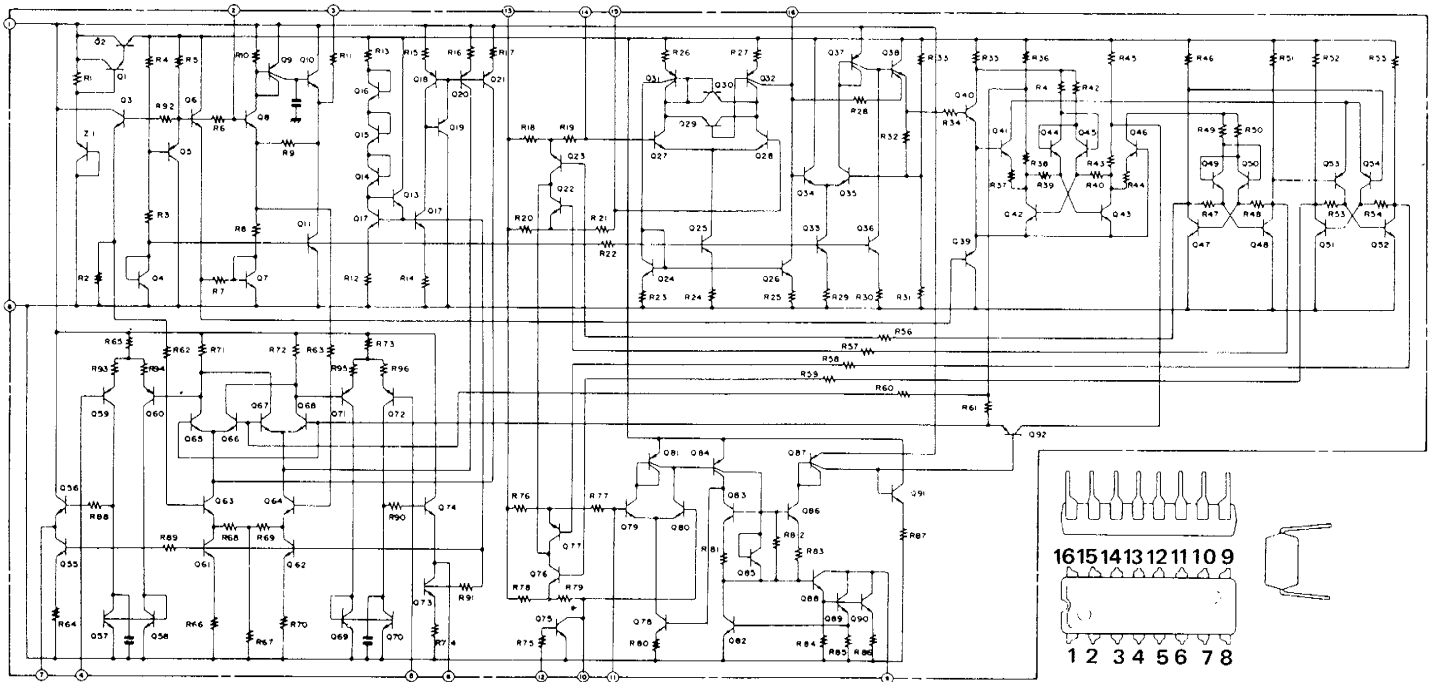 1 2 3 13 14 15 16
Q2 Q1 R1 R4 R5 R10 Q9 Q10 R11 R13 R15 R16 R17
Q3 R92 Q6 R6 Q8 R9 Q5 Z1 Q16 Q15 Q14 Q18 Q20 Q21 Q19 Q13 Q17 Q17
R3 R8 Q11 R2 Q4 R7 Q7 R12 R14
R26 R27 Q31 Q30 Q32 Q29 Q37 Q38 R33 R28 R32 R34 Q40
R18 R19 Q23 Q22 Q27 Q28 R20 R21 R22 Q34 Q35
Q25 Q33 Q36 Q24 Q26 R23 R24 R25 R29 R30 R31 Q39
R35 R36 R4 R42 R45 R46 R51 R52 R53
Q41 Q44 Q45 Q46 R38 R43 R37 R39 R40 R44 Q42 Q43
R49 R50 Q49 Q50 R47 R48 Q47 Q48 Q53 Q54 R53 R54 Q51 Q52
R56
R57
R58
R59
R60
R61 Q92
R65 R62 R71 R72 R63 R73
R93 R94 R95 R96
Q59 Q60 Q67 Q68 Q71 Q72
Q65 Q66
Q56 R88 Q63 Q64 R90 Q74
R89 R68 R69 Q55 Q61 Q62
Q73 R91
R64 Q57 Q58 R66 R67 R70 Q69 Q70 R74
Q81 Q84 Q87 Q91
R76 R77 Q83 Q79 Q80 Q86 R87
Q77 R81 R82 R83 Q76 Q85
R78 R79 Q88
Q75 Q78 Q82 Q89 Q90
R75 R80 R84 R85 R86
7 12 10 11
16 15 14 13 12 11 10 9
1 2 3 4 5 6 7 8